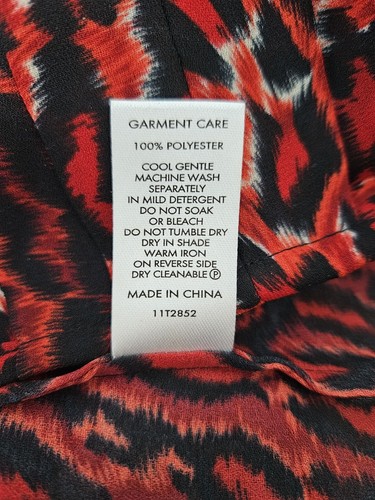 GARMENT CARE
100% POLYESTER
COOL GENTLE
MACHINE WASH
SEPARATELY
IN MILD DETERGENT
DO NOT SOAK
OR BLEACH
DO NOT TUMBLE DRY
DRY IN SHADE
WARM IRON
ON REVERSE SIDE
DRY CLEANABLE Ⓟ
MADE IN CHINA
11T2852